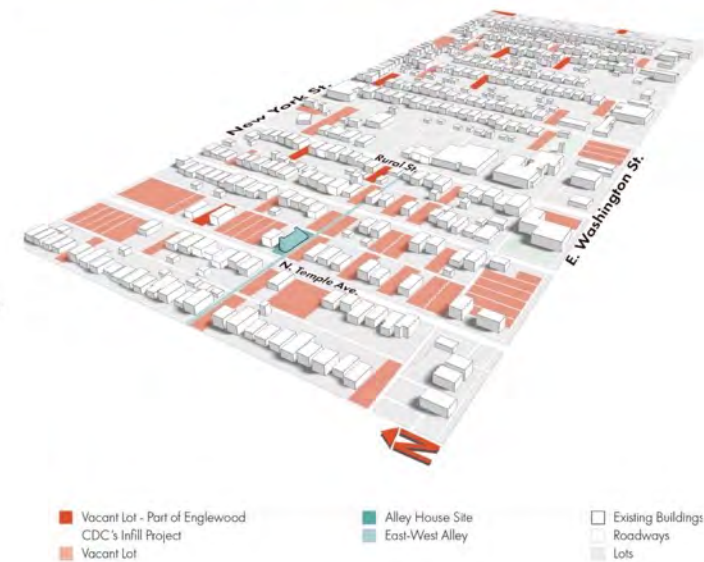 New York St.
Rural St.
E. Washington St.
N. Temple Ave.
N
Vacant Lot - Part of Englewood
CDC's Infill Project
Vacant Lot
Alley House Site
East-West Alley
Existing Buildings
Roadways
Lots